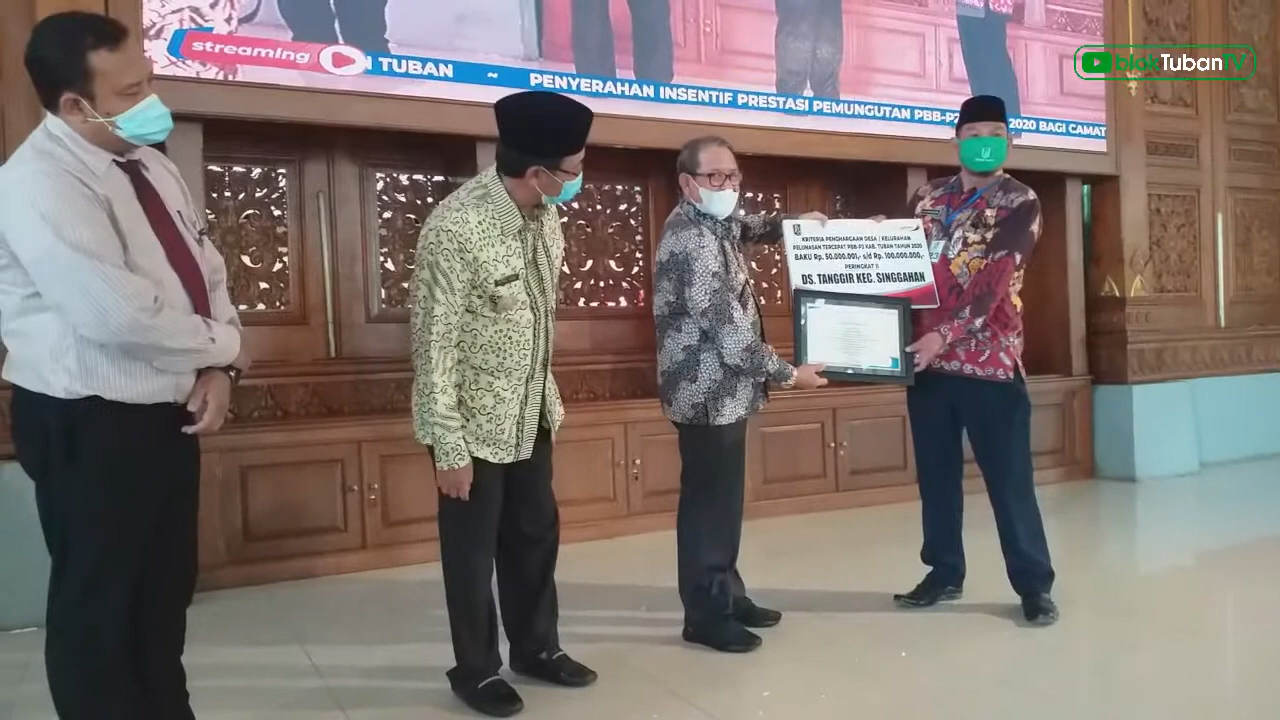 streaming
N TUBAN ~ PENYERAHAN INSENTIF PRESTASI PEMUNGUTAN PBB-P2 2020 BAGI CAMAT
blokTubanTV
KRITERIA PENGHARGAAN DESA / KELURAHAN
PELUNASAN TERCEPAT PBB-P2 KAB. TUBAN TAHUN 2020
BAKU Rp. 50.000.001,- s/d Rp. 100.000.000,-
PERINGKAT II
DS. TANGGIR KEC. SINGGAHAN